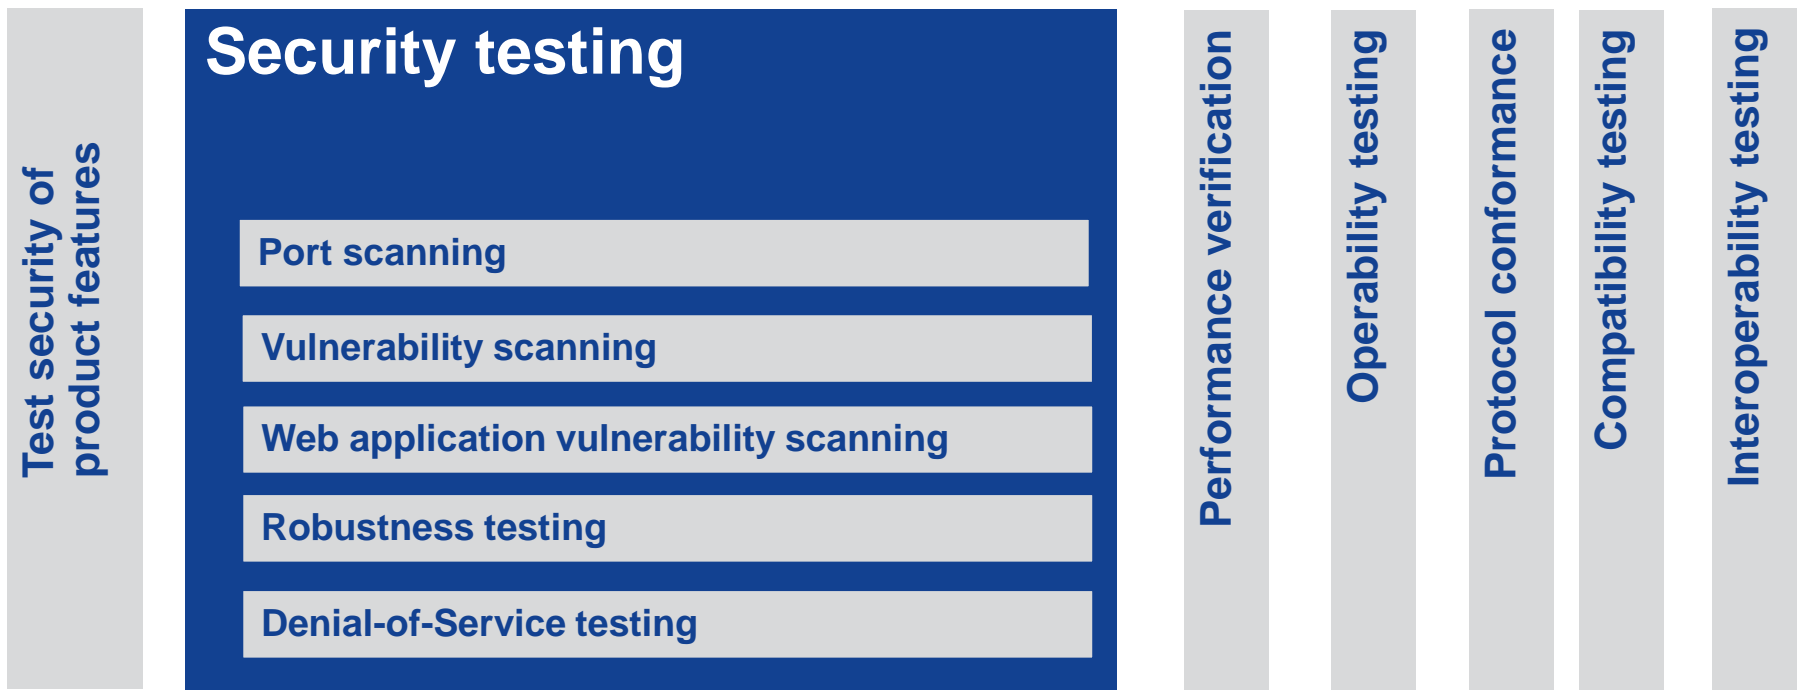 Test security of
product features
Security testing
Port scanning
Vulnerability scanning
Web application vulnerability scanning
Robustness testing
Denial-of-Service testing
Performance verification
Operability testing
Protocol conformance
Compatibility testing
Interoperability testing